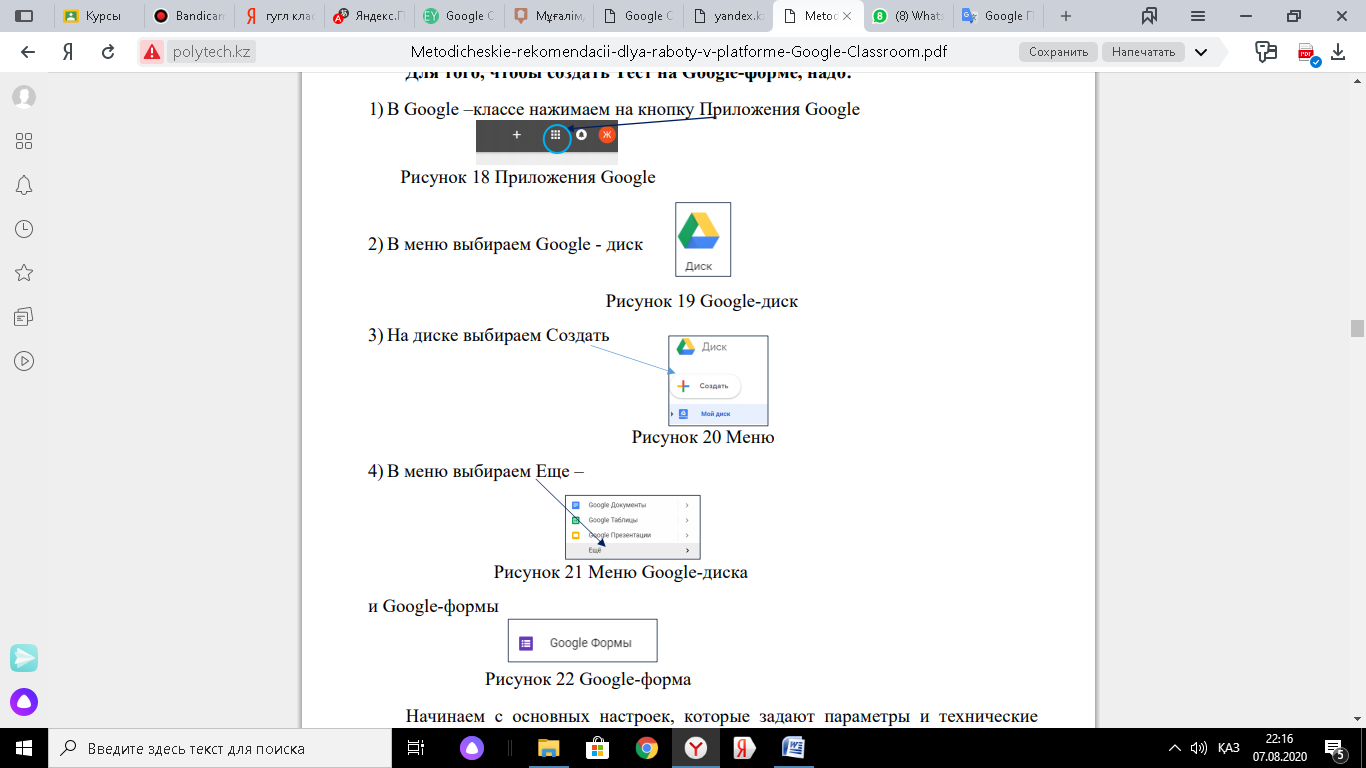 Курсы
Bandican
гугл клас
Яндекс.П
Google C
Мұғалім,
Google C
yandex.k
Metod
(8) Whats
Google П
polytech.kz
Metodicheskie-rekomendacii-dlya-raboty-v-platforme-Google-Classroom.pdf
Сохранить
Напечатать
Для того, чтобы создать Тест на Google-форме, надо:
1) В Google –классе нажимаем на кнопку Приложения Google
Ж
Рисунок 18 Приложения Google
2) В меню выбираем Google - диск
Диск
Рисунок 19 Google-диск
3) На диске выбираем Создать
Диск
Создать
Мой диск
Рисунок 20 Меню
4) В меню выбираем Еще –
Google Документы
Google Таблицы
Google Презентации
Ещё
Рисунок 21 Меню Google-диска
и Google-формы
Google Формы
Рисунок 22 Google-форма
Начинаем с основных настроек, которые задают параметры и технические
Введите здесь текст для поиска
ҚАЗ
22:16
07.08.2020
5